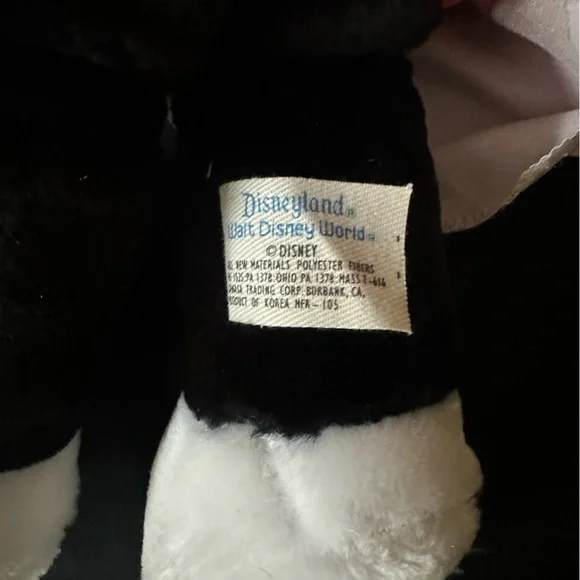 Disneyland®
Walt Disney World
© DISNEY
NEW MATERIALS POLYESTER FIBERS
PA. 1378. OHIO PA. 1378. MASS T-616
TRADING CORP. BURBANK, CA.
OF KOREA MFR-105